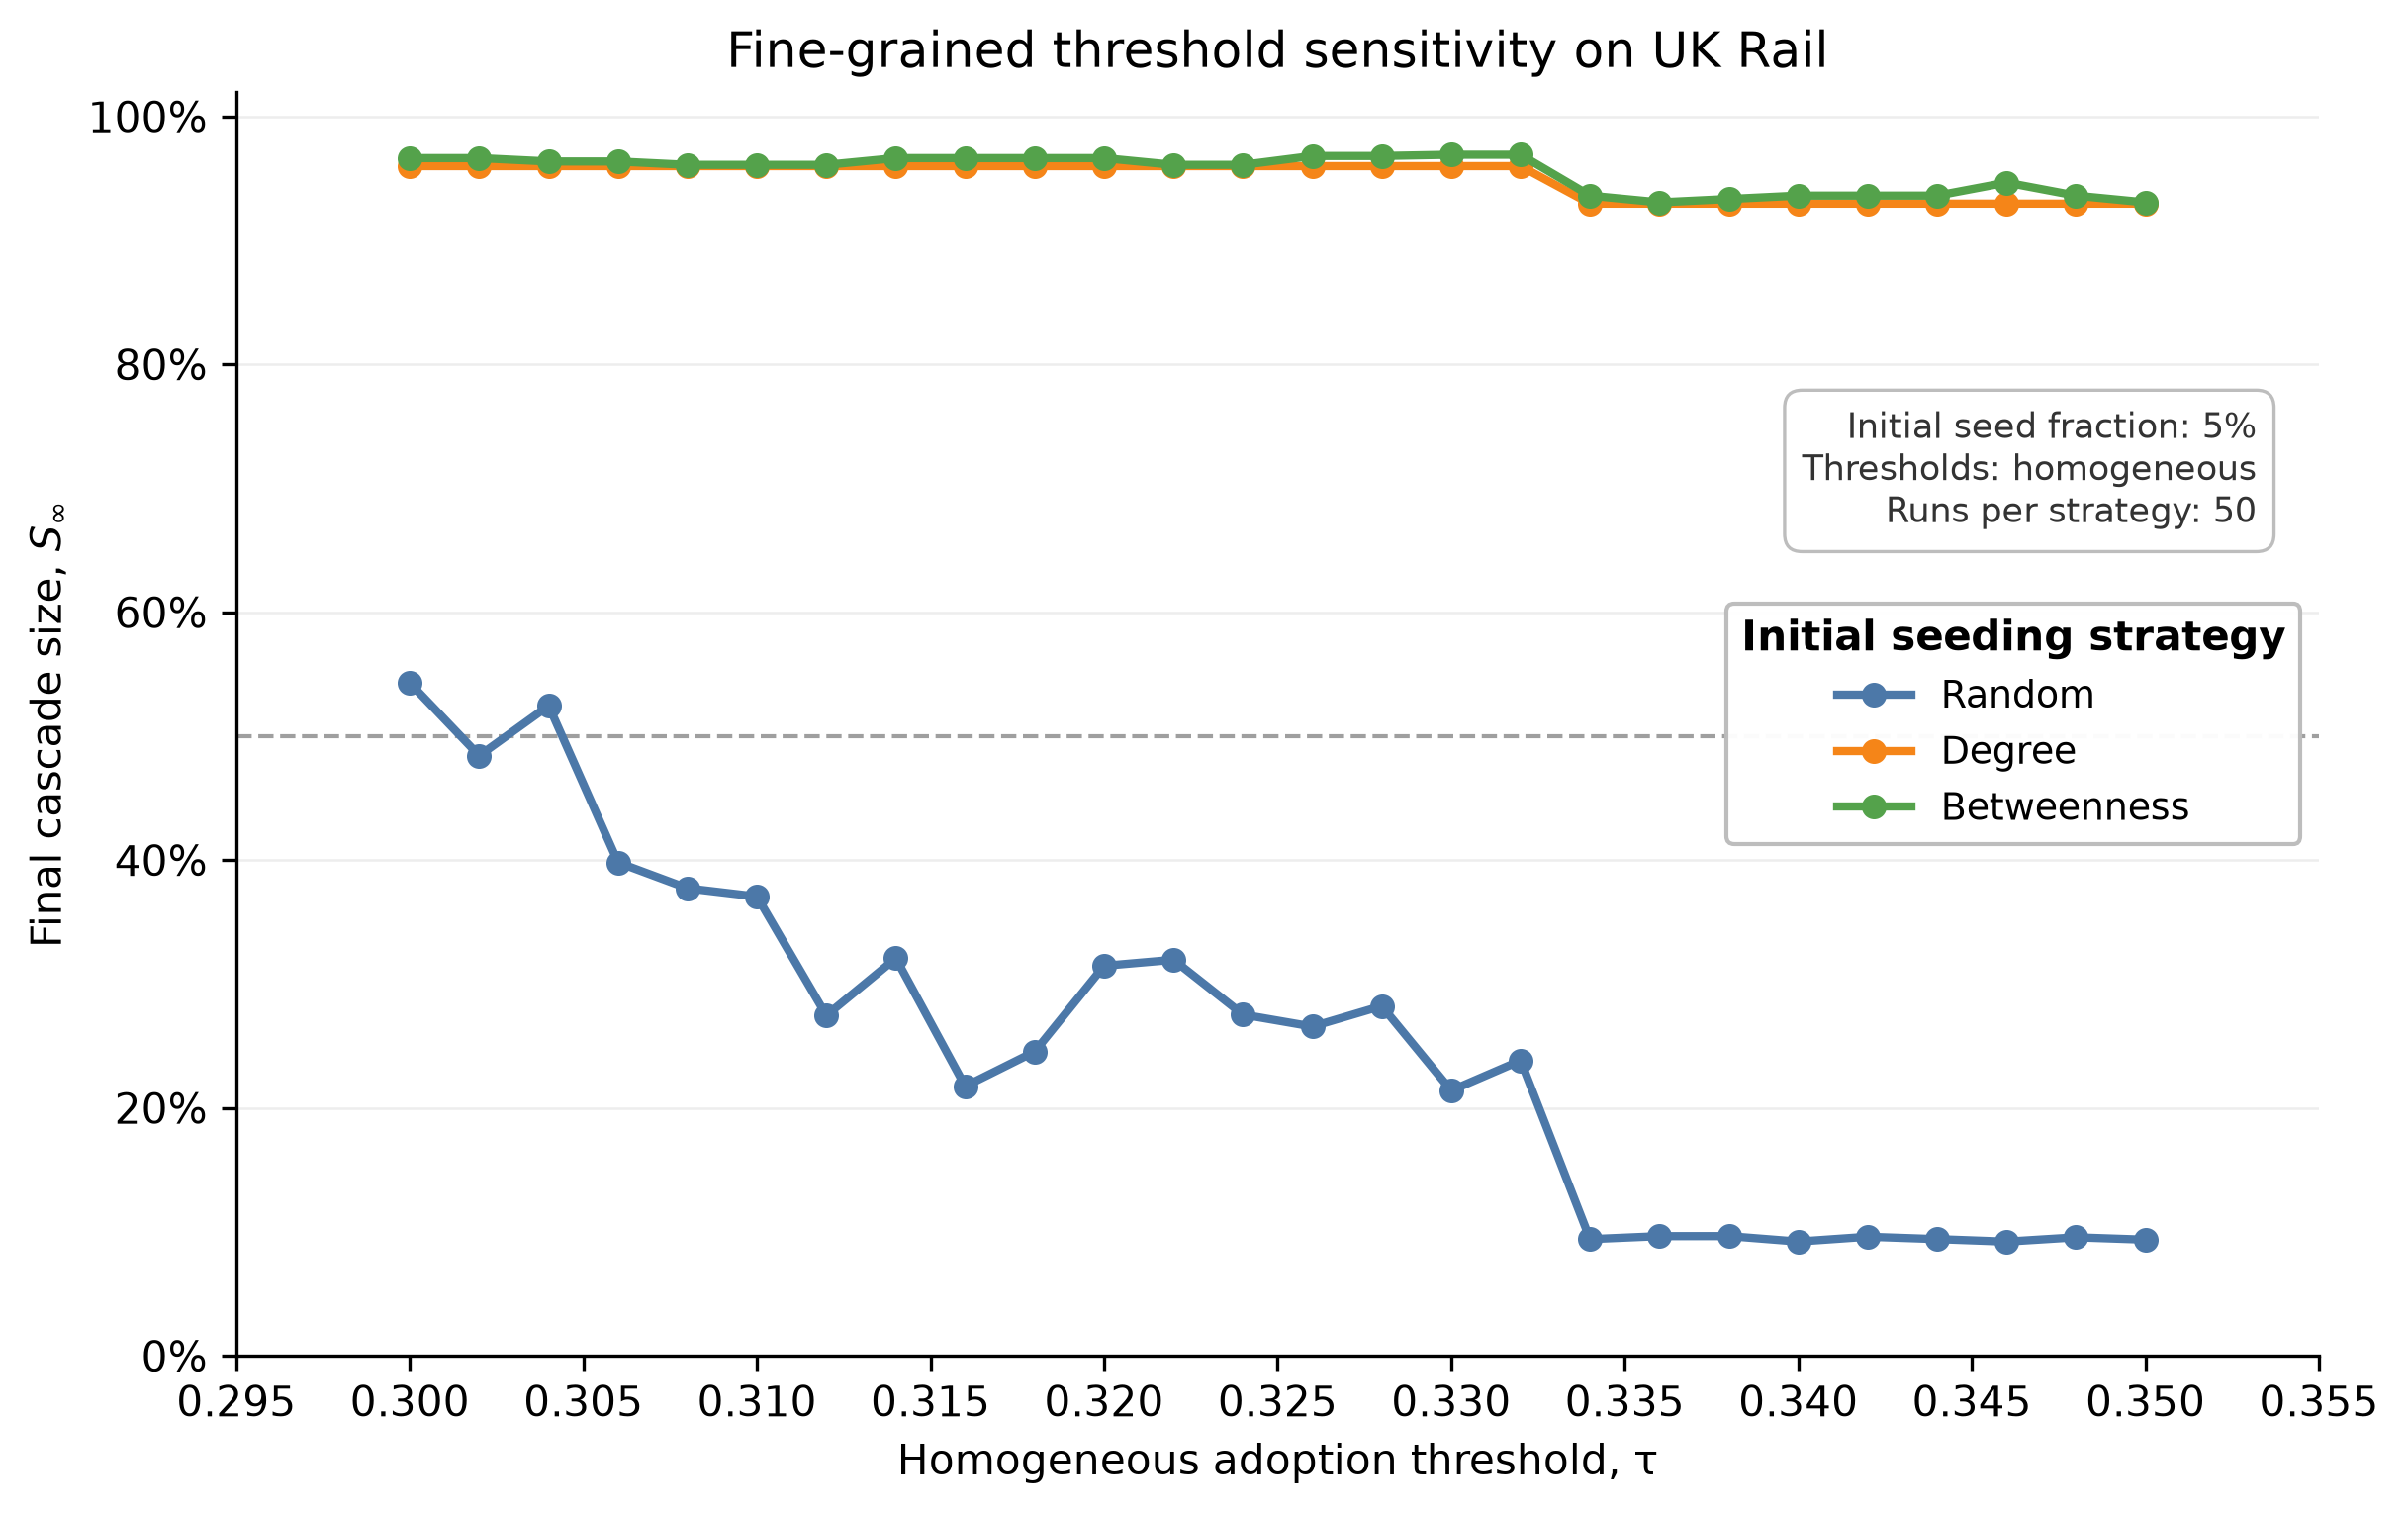 Fine-grained threshold sensitivity on UK Rail
100%
80%
60%
40%
20%
0%
Final cascade size, S∞
Initial seed fraction: 5%
Thresholds: homogeneous
Runs per strategy: 50
Initial seeding strategy
Random
Degree
Betweenness
0.295 0.300 0.305 0.310 0.315 0.320 0.325 0.330 0.335 0.340 0.345 0.350 0.355
Homogeneous adoption threshold, τ